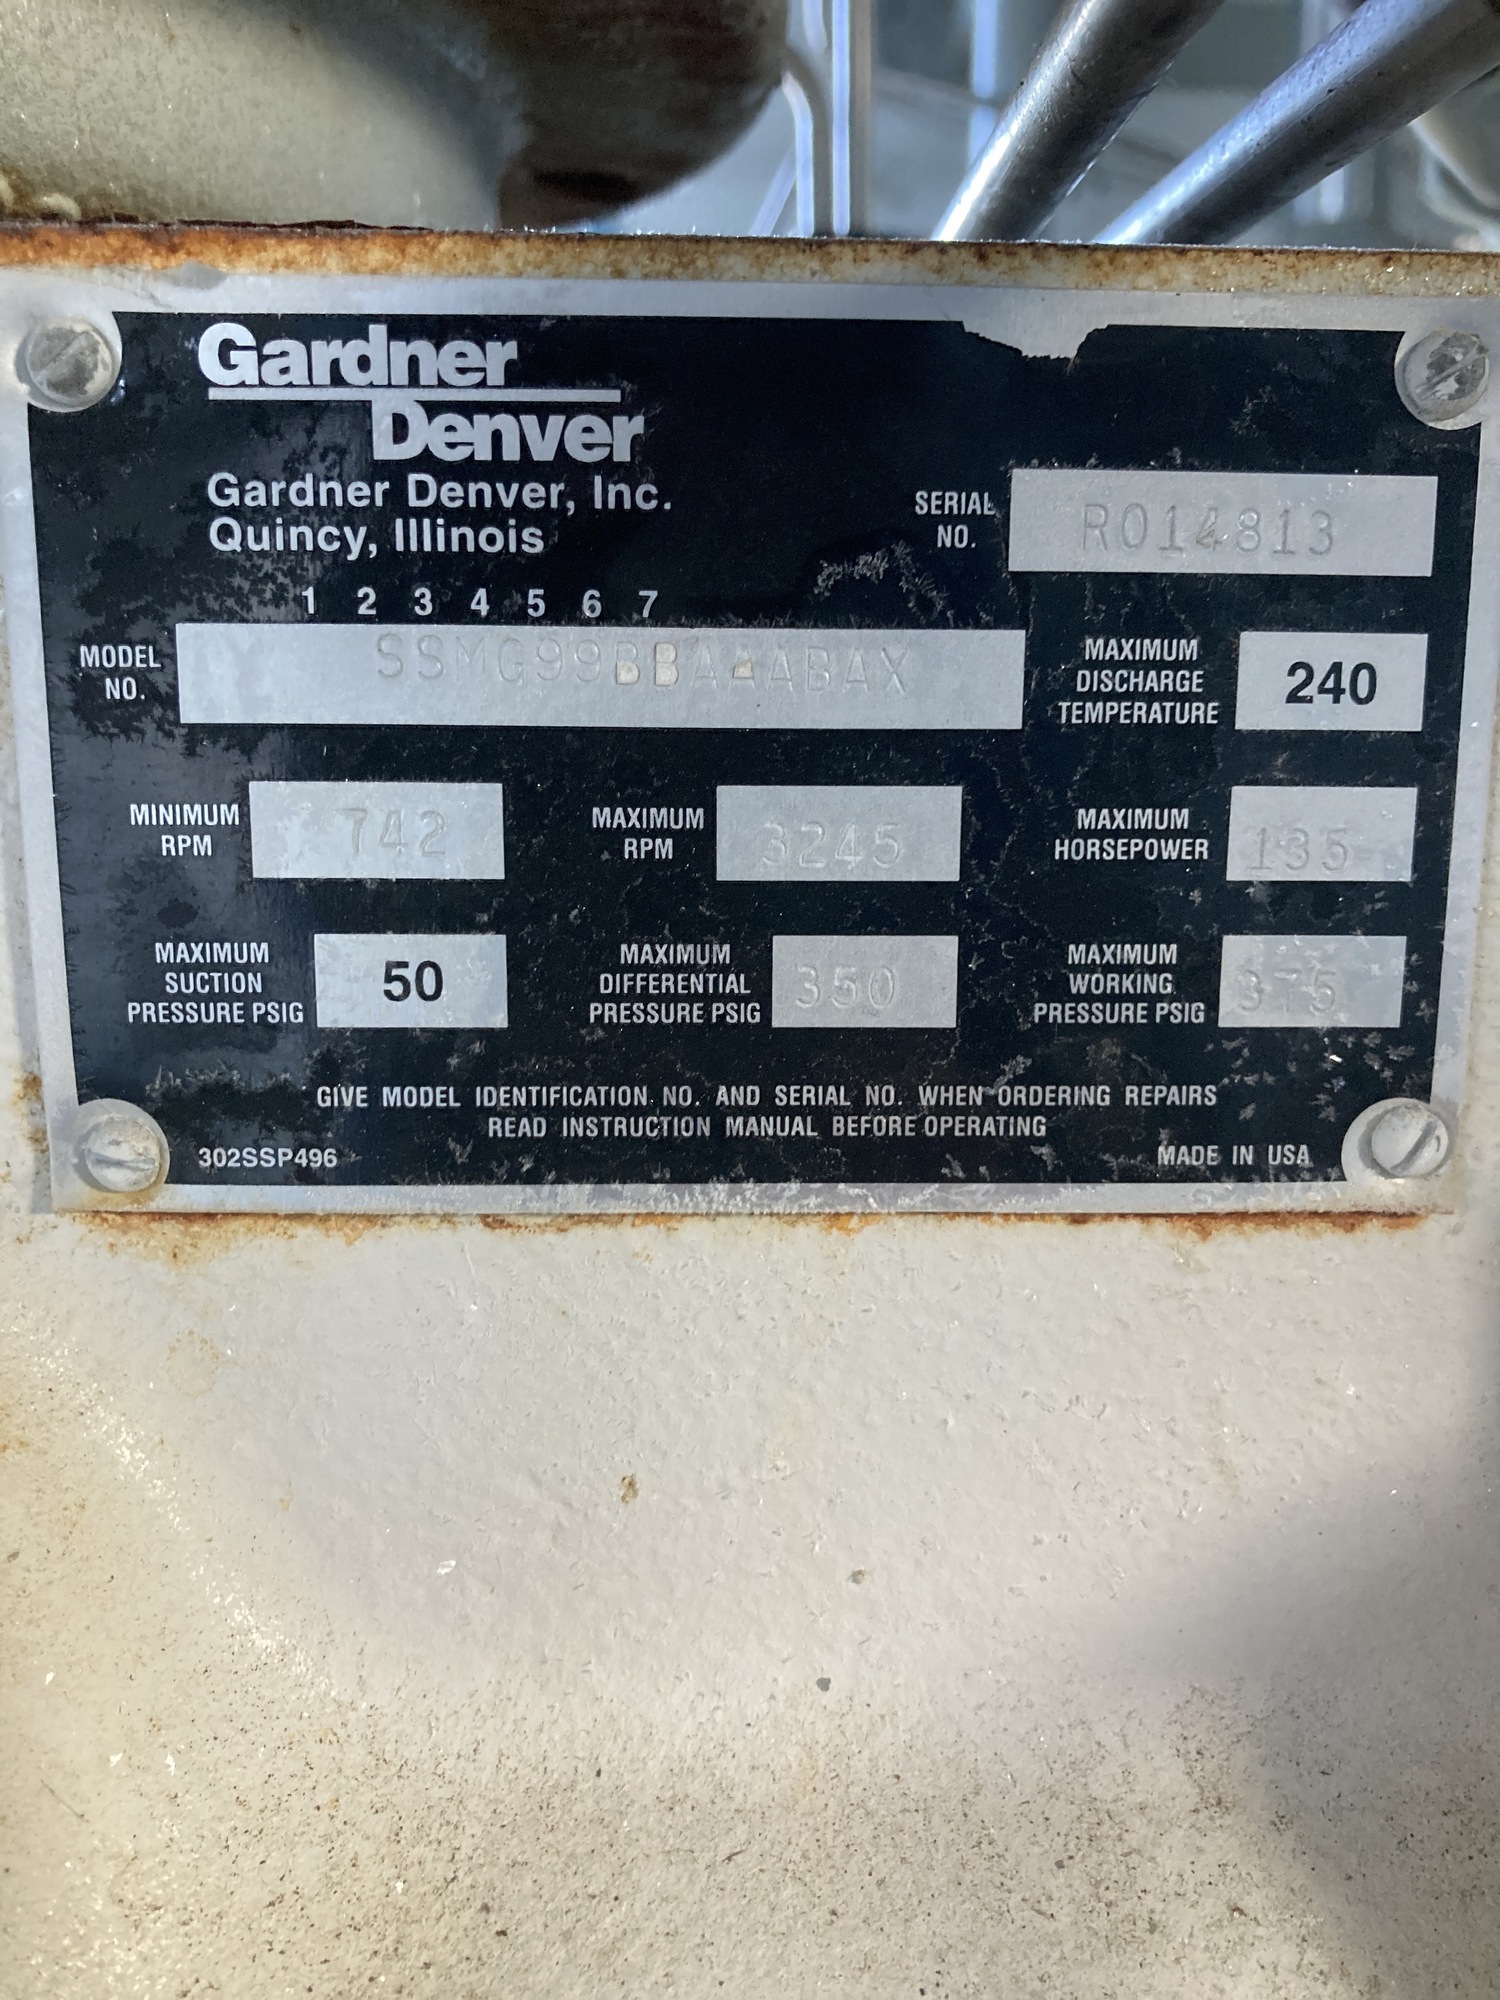 Gardner
Denver
Gardner Denver, Inc.
Quincy, Illinois
SERIAL NO. R014813
1 2 3 4 5 6 7
MODEL NO. SSMG99BBAAABAX
MAXIMUM DISCHARGE TEMPERATURE 240
MINIMUM RPM 742
MAXIMUM RPM 3245
MAXIMUM HORSEPOWER 135
MAXIMUM SUCTION PRESSURE PSIG 50
MAXIMUM DIFFERENTIAL PRESSURE PSIG 350
MAXIMUM WORKING PRESSURE PSIG 375
GIVE MODEL IDENTIFICATION NO. AND SERIAL NO. WHEN ORDERING REPAIRS
READ INSTRUCTION MANUAL BEFORE OPERATING
302SSP496
MADE IN USA